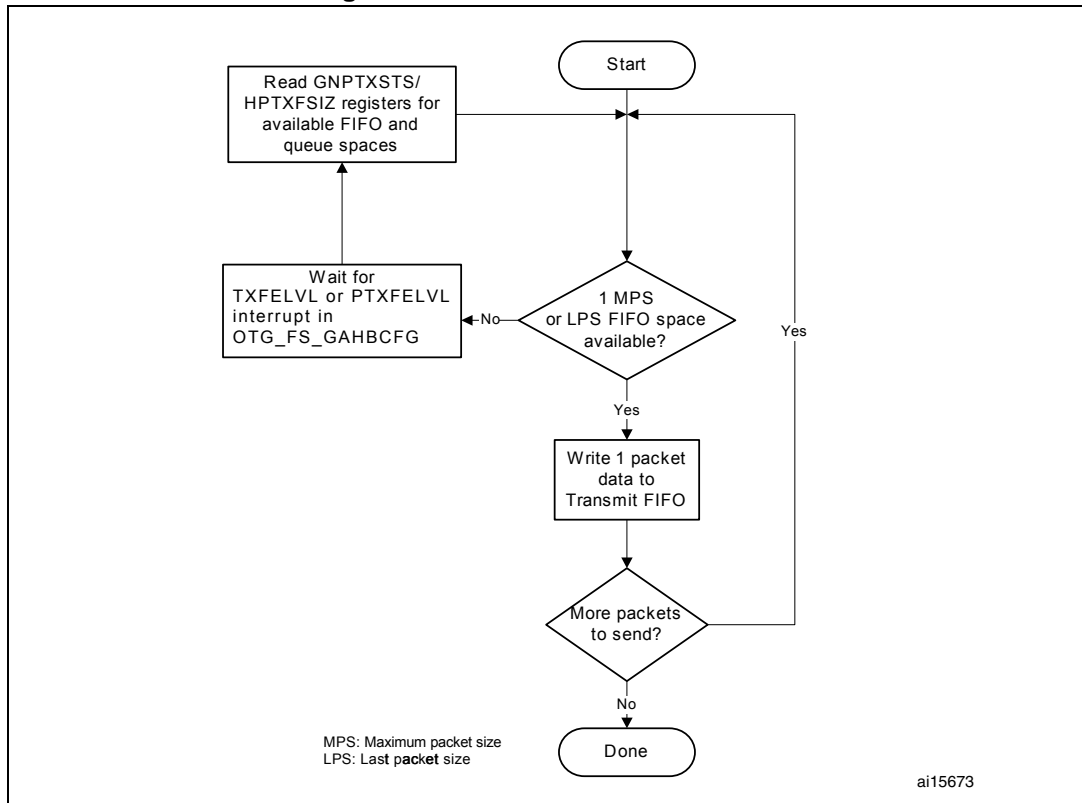 Start
Read GNPTXSTS/
HPTXFSIZ registers for
available FIFO and
queue spaces
Wait for
TXFELVL or PTXFELVL
interrupt in
OTG_FS_GAHBCFG
No
1 MPS
or LPS FIFO space
available?
Yes
Yes
Write 1 packet
data to
Transmit FIFO
More packets
to send?
No
Done
MPS: Maximum packet size
LPS: Last packet size
ai15673